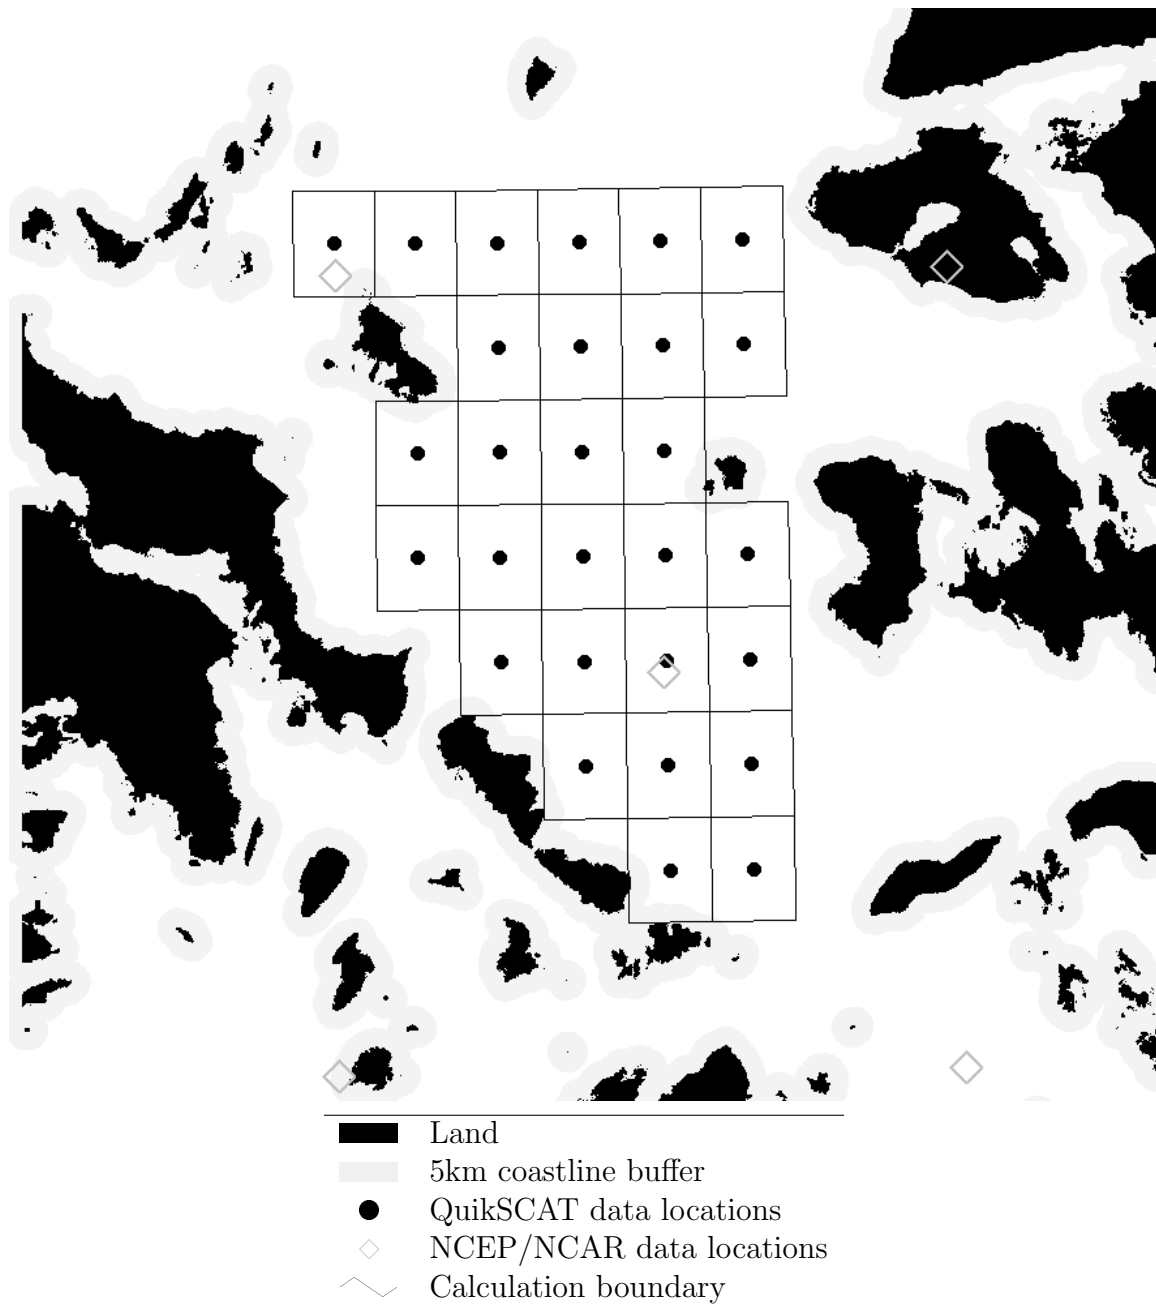 Land
5km coastline buffer
QuikSCAT data locations
NCEP/NCAR data locations
Calculation boundary